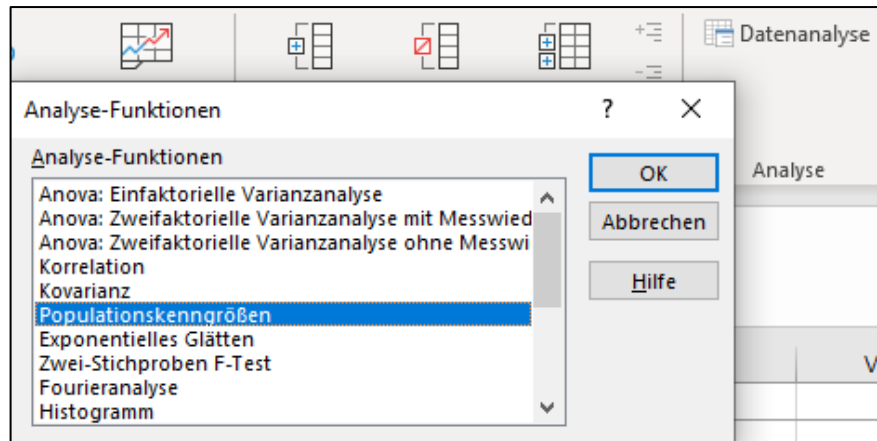 Datenanalyse
Analyse
Analyse-Funktionen
?
Analyse-Funktionen
Anova: Einfaktorielle Varianzanalyse
Anova: Zweifaktorielle Varianzanalyse mit Messwied
Anova: Zweifaktorielle Varianzanalyse ohne Messwi
Korrelation
Kovarianz
Populationskenngrößen
Exponentielles Glätten
Zwei-Stichproben F-Test
Fourieranalyse
Histogramm
OK
Abbrechen
Hilfe
V